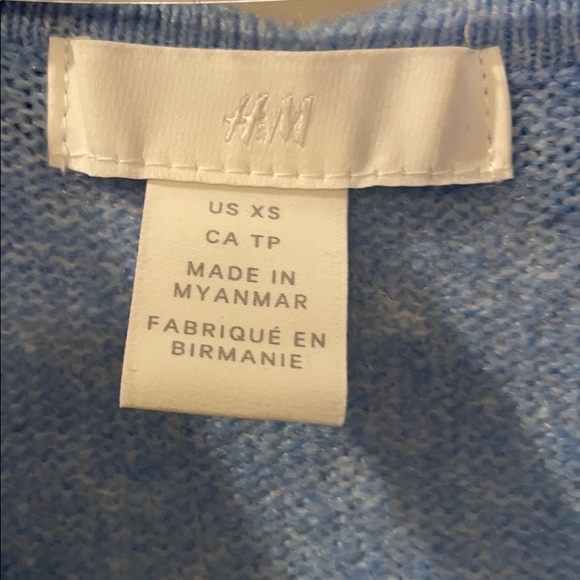 H&M
US XS
CA TP
MADE IN
MYANMAR
FABRIQUÉ EN
BIRMANIE